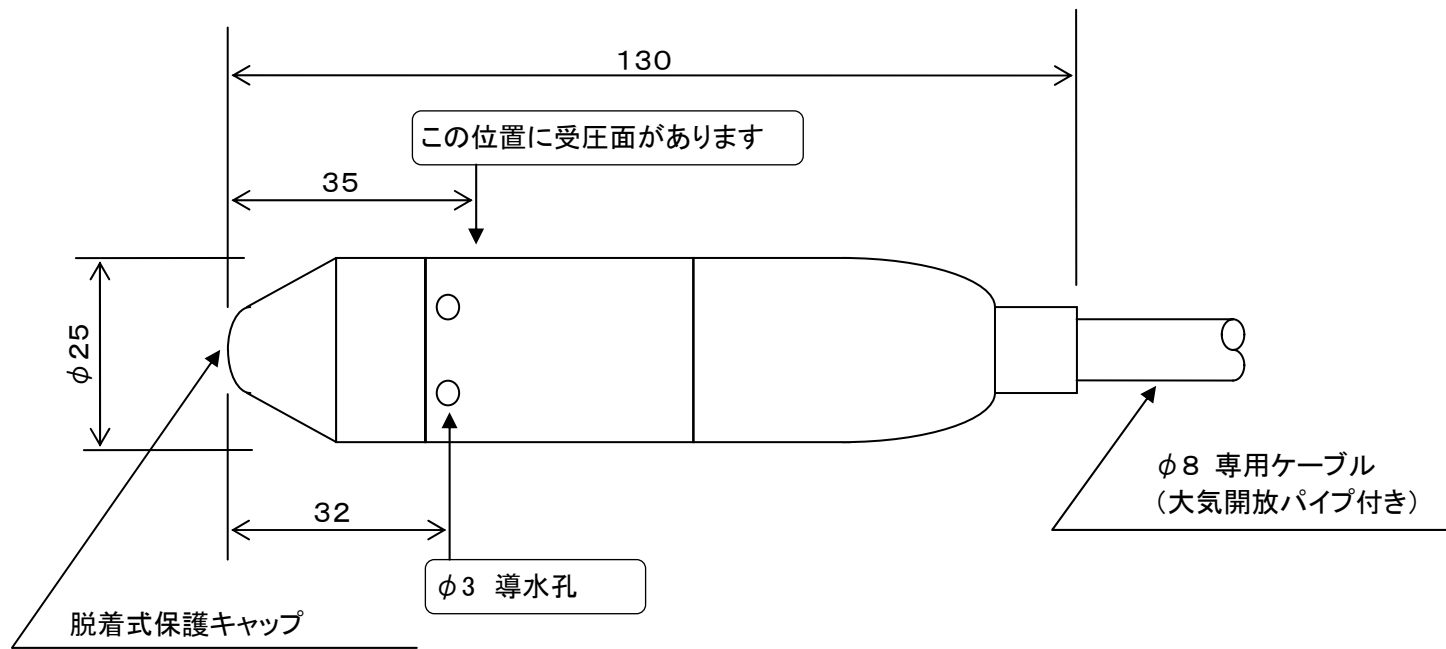 130
この位置に受圧面があります
35
φ25
φ8 専用ケーブル
(大気開放パイプ付き)
32
φ3 導水孔
脱着式保護キャップ